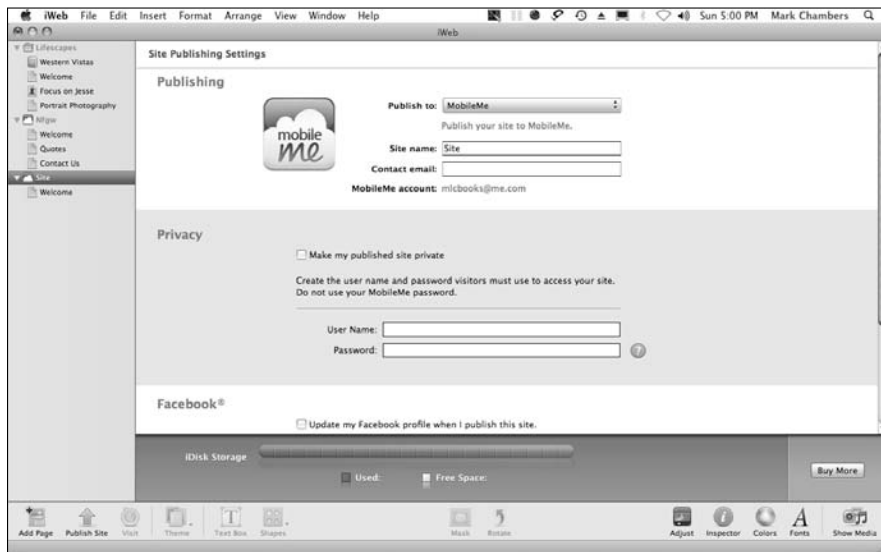 iWeb File Edit Insert Format Arrange View Window Help Sun 5:00 PM Mark Chambers
iWeb
Lifescapes
Western Vistas
Welcome
Focus on Jesse
Portrait Photography
Nfgw
Welcome
Quotes
Contact Us
Site
Welcome
Site Publishing Settings
Publishing
mobile
me
Publish to: MobileMe
Publish your site to MobileMe.
Site name: Site
Contact email:
MobileMe account: mlcbooks@me.com
Privacy
Make my published site private
Create the user name and password visitors must use to access your site.
Do not use your MobileMe password.
User Name:
Password: ?
Facebook®
Update my Facebook profile when I publish this site.
iDisk Storage
Used: Free Space:
Buy More
Add Page Publish Site Visit Theme Text Box Shapes Mask Rotate Adjust Inspector Colors Fonts Show Media